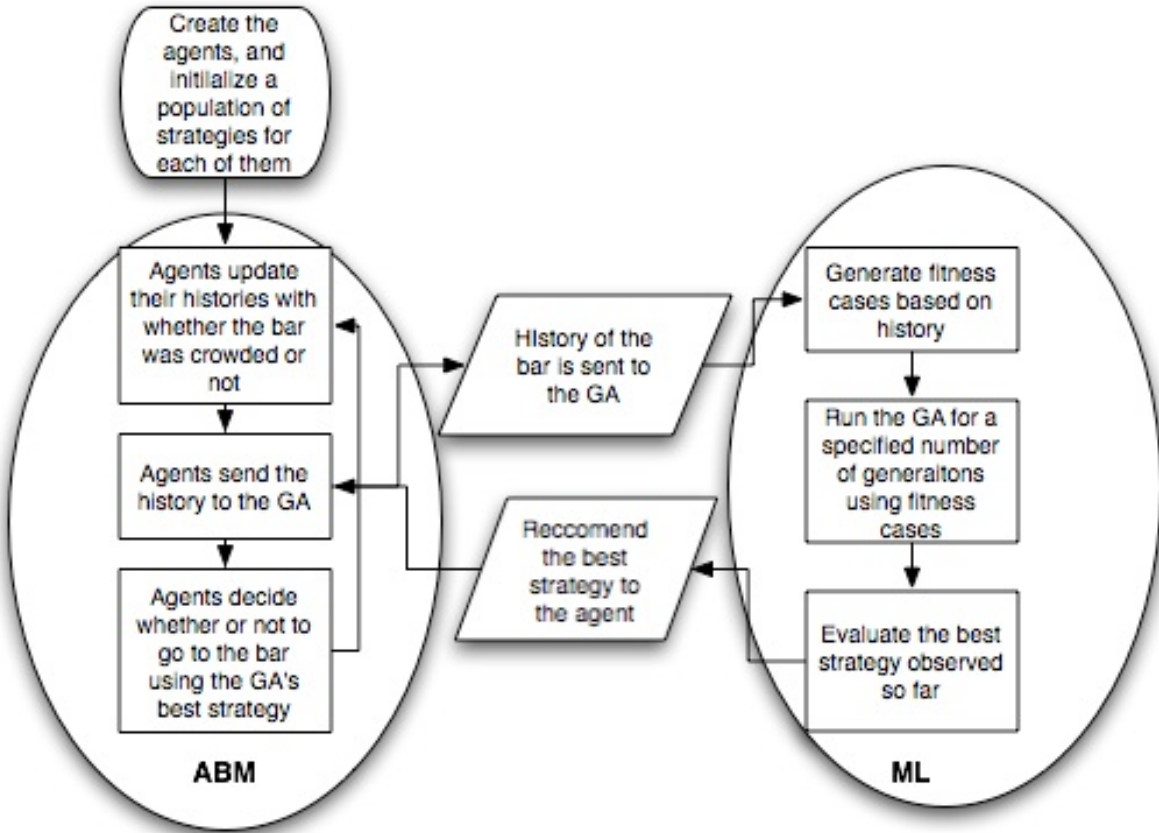 Create the
agents, and
initilalize a
population of
strategies for
each of them
Agents update
their histories with
whether the bar
was crowded or
not
Agents send the
history to the GA
Agents decide
whether or not to
go to the bar
using the GA's
best strategy
ABM
HIstory of the
bar is sent to
the GA
Reccomend
the best
strategy to
the agent
Generate fitness
cases based on
history
Run the GA for a
specified number
of generaitons
using fitness
cases
Evaluate the best
strategy observed
so far
ML